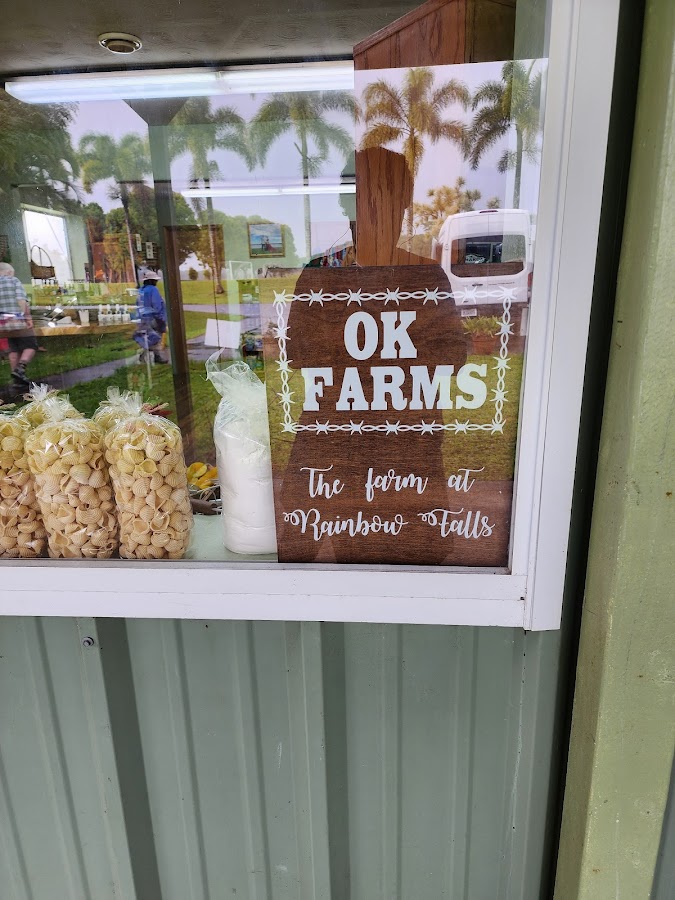 OK
FARMS
The farm at
Rainbow Falls